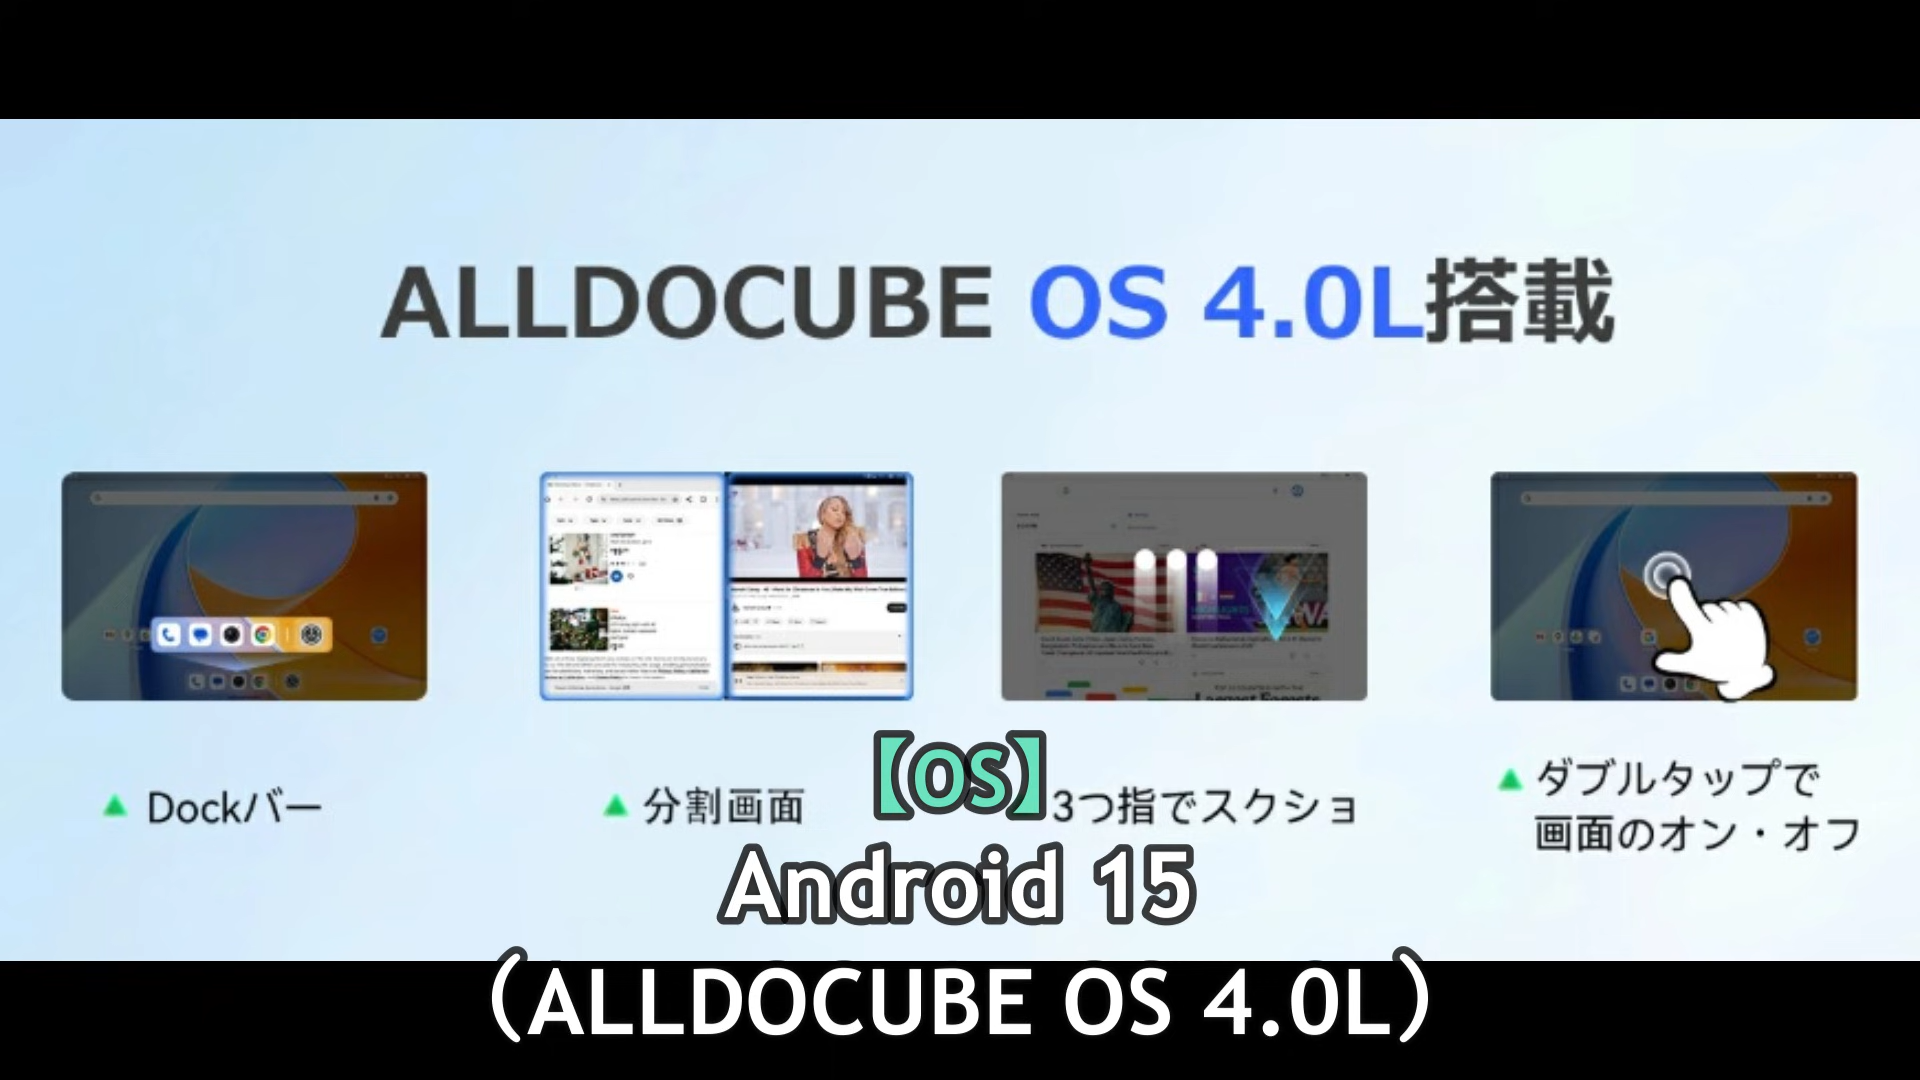 ALLDOCUBE OS 4.0L搭載
Dockバー
分割画面
3つ指でスクショ
ダブルタップで
画面のオン・オフ
【OS】
Android 15
（ALLDOCUBE OS 4.0L）